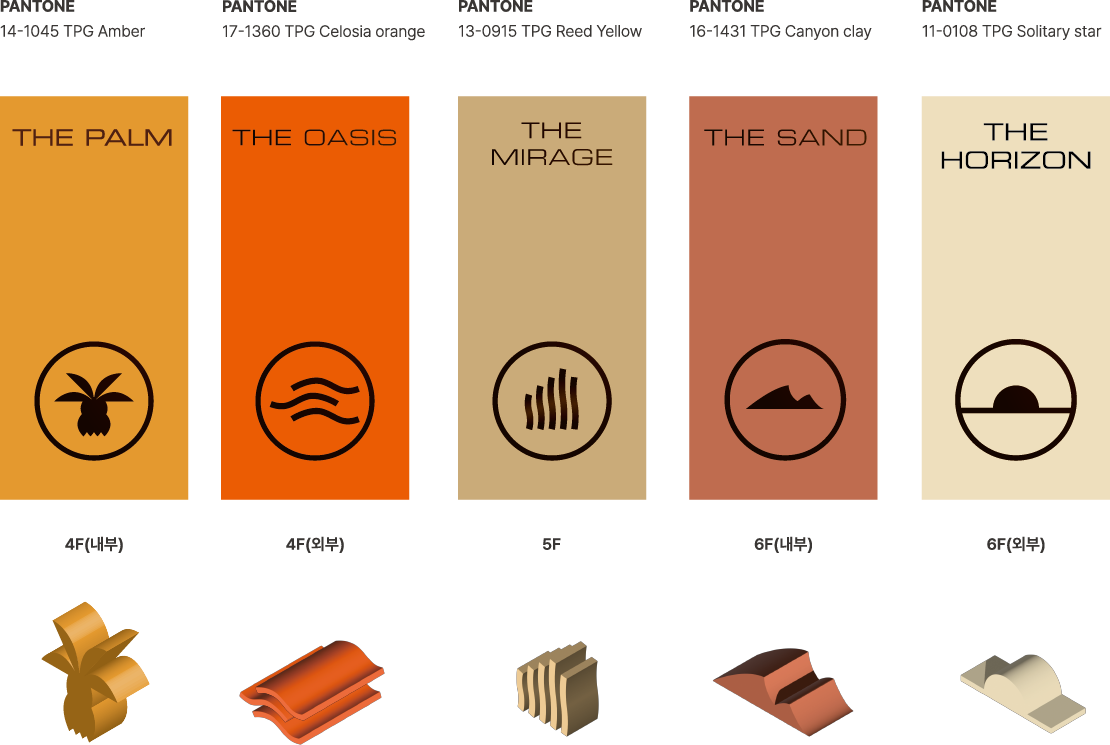 PANTONE
14-1045 TPG Amber
PANTONE
17-1360 TPG Celosia orange
PANTONE
13-0915 TPG Reed Yellow
PANTONE
16-1431 TPG Canyon clay
PANTONE
11-0108 TPG Solitary star
THE PALM
THE OASIS
THE
MIRAGE
THE SAND
THE
HORIZON
4F(내부)
4F(외부)
5F
6F(내부)
6F(외부)